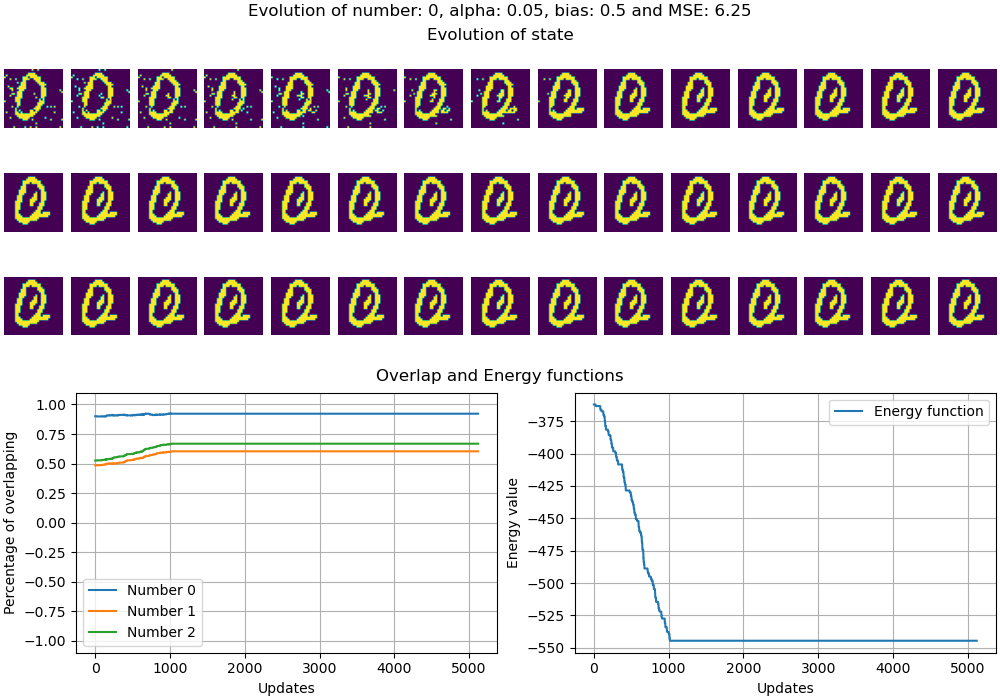 Evolution of number: 0, alpha: 0.05, bias: 0.5 and MSE: 6.25
Evolution of state
Overlap and Energy functions
Percentage of overlapping
1.00
0.75
0.50
0.25
0.00
−0.25
−0.50
−0.75
−1.00
Number 0
Number 1
Number 2
0 1000 2000 3000 4000 5000
Updates
Energy value
−375
−400
−425
−450
−475
−500
−525
−550
Energy function
0 1000 2000 3000 4000 5000
Updates